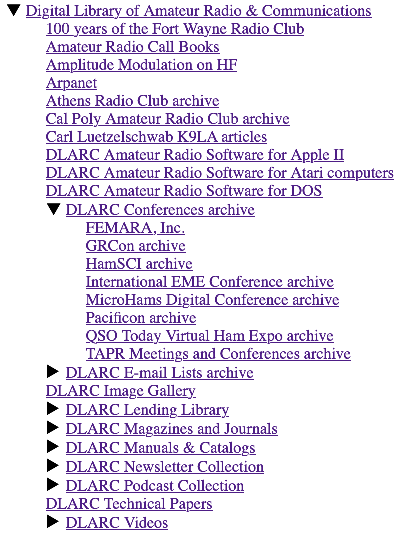 Digital Library of Amateur Radio & Communications
100 years of the Fort Wayne Radio Club
Amateur Radio Call Books
Amplitude Modulation on HF
Arpanet
Athens Radio Club archive
Cal Poly Amateur Radio Club archive
Carl Luetzelschwab K9LA articles
DLARC Amateur Radio Software for Apple II
DLARC Amateur Radio Software for Atari computers
DLARC Amateur Radio Software for DOS
DLARC Conferences archive
FEMARA, Inc.
GRCon archive
HamSCI archive
International EME Conference archive
MicroHams Digital Conference archive
Pacificon archive
QSO Today Virtual Ham Expo archive
TAPR Meetings and Conferences archive
DLARC E-mail Lists archive
DLARC Image Gallery
DLARC Lending Library
DLARC Magazines and Journals
DLARC Manuals & Catalogs
DLARC Newsletter Collection
DLARC Podcast Collection
DLARC Technical Papers
DLARC Videos